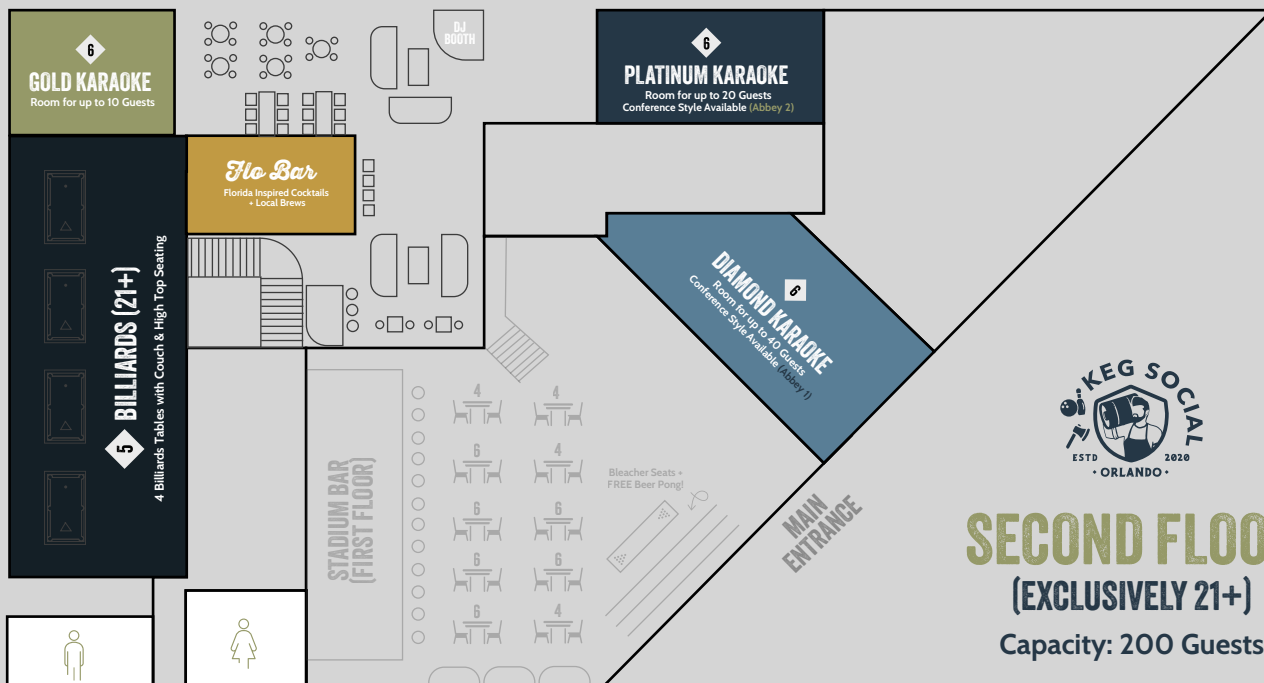 6
GOLD KARAOKE
Room for up to 10 Guests
DJ
BOOTH
6
PLATINUM KARAOKE
Room for up to 20 Guests
Conference Style Available (Abbey 2)
Flo Bar
Florida Inspired Cocktails
+ Local Brews
5 BILLIARDS (21+)
4 Billiards Tables with Couch & High Top Seating
6
DIAMOND KARAOKE
Room for up to 40 Guests
Conference Style Available (Abbey 1)
STADIUM BAR
(FIRST FLOOR)
4 4
6 4
6 6
6 6
6 4
Bleacher Seats +
FREE Beer Pong!
MAIN
ENTRANCE
KEG SOCIAL
ESTD 2020
• ORLANDO •
SECOND FLOO
(EXCLUSIVELY 21+)
Capacity: 200 Guests